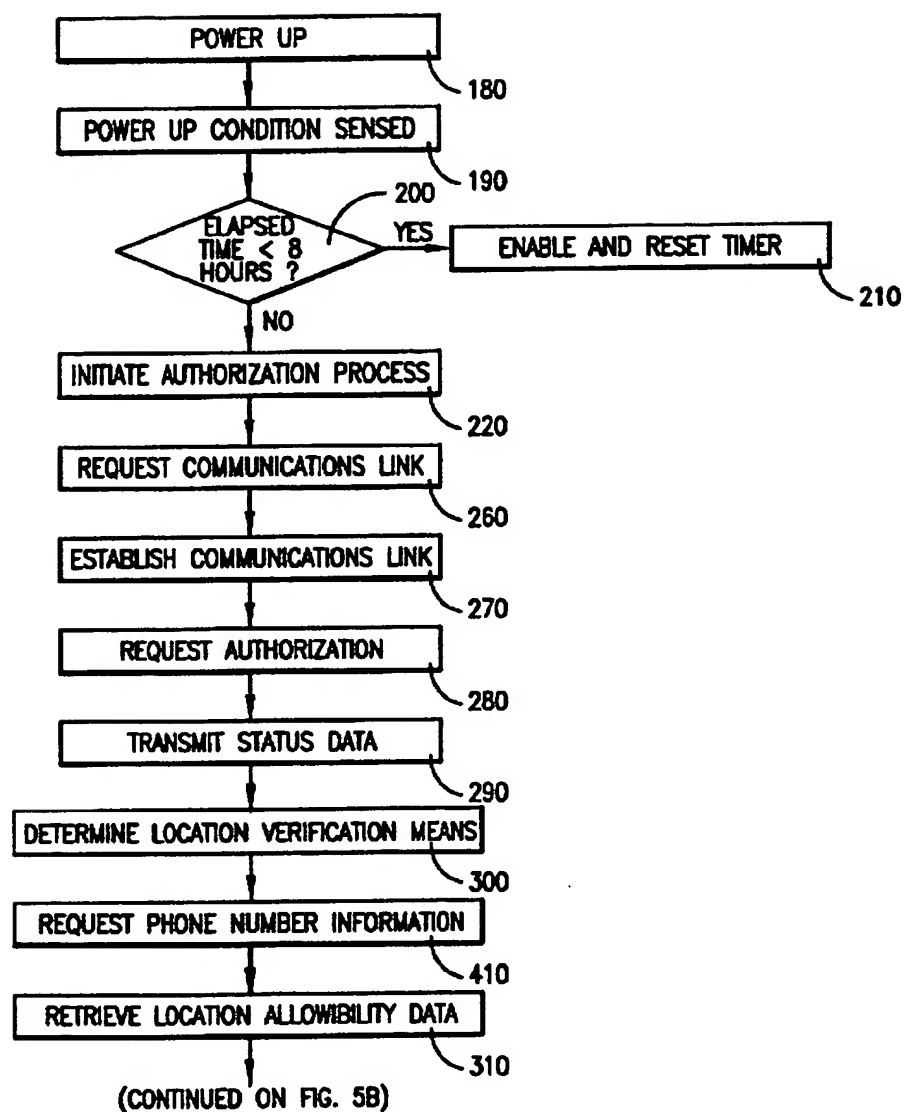 POWER UP
180
POWER UP CONDITION SENSED
190
200
ELAPSED
TIME < 8
HOURS ?
YES
ENABLE AND RESET TIMER
210
NO
INITIATE AUTHORIZATION PROCESS
220
REQUEST COMMUNICATIONS LINK
260
ESTABLISH COMMUNICATIONS LINK
270
REQUEST AUTHORIZATION
280
TRANSMIT STATUS DATA
290
DETERMINE LOCATION VERIFICATION MEANS
300
REQUEST PHONE NUMBER INFORMATION
410
RETRIEVE LOCATION ALLOWIBILITY DATA
310
(CONTINUED ON FIG. 5B)